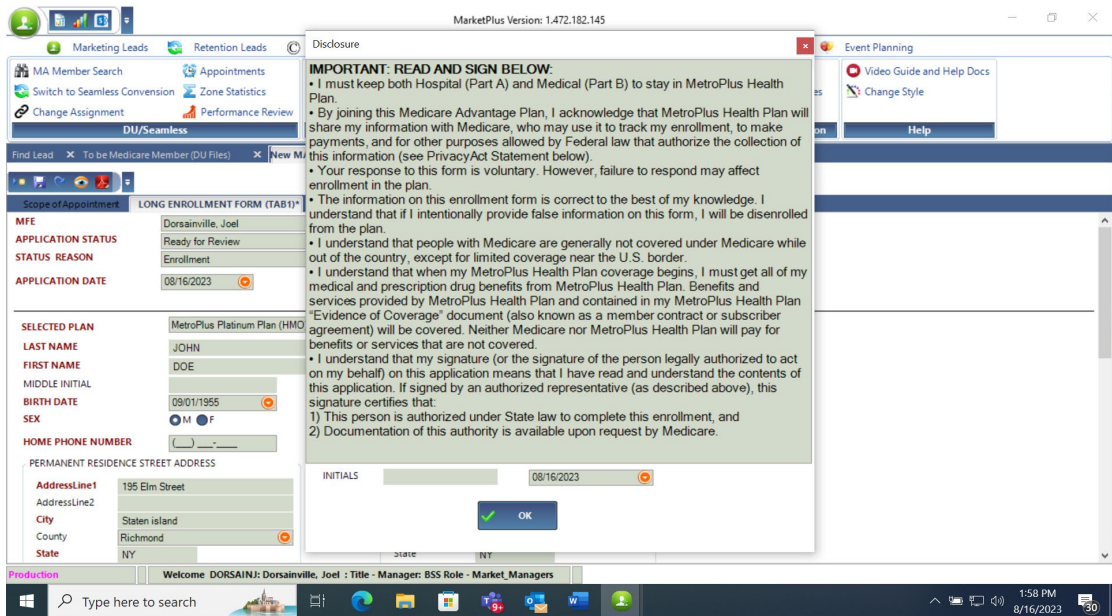 MarketPlus Version: 1.472.182.145
Marketing Leads Retention Leads Event Planning
MA Member Search Appointments
Switch to Seamless Conversion Zone Statistics
Change Assignment Performance Review
DU/Seamless
Video Guide and Help Docs
Change Style
Help
Find Lead To be Medicare Member (DU Files) New M
Scope of Appointment LONG ENROLLMENT FORM (TAB1)*
MFE Dorsainville, Joel
APPLICATION STATUS Ready for Review
STATUS REASON Enrollment
APPLICATION DATE 08/16/2023
SELECTED PLAN MetroPlus Platinum Plan (HMO
LAST NAME JOHN
FIRST NAME DOE
MIDDLE INITIAL
BIRTH DATE 09/01/1955
SEX M F
HOME PHONE NUMBER (__) __-____
PERMANENT RESIDENCE STREET ADDRESS
AddressLine1 195 Elm Street
AddressLine2
City Staten island
County Richmond
State NY
Disclosure
IMPORTANT: READ AND SIGN BELOW:
• I must keep both Hospital (Part A) and Medical (Part B) to stay in MetroPlus Health
Plan.
• By joining this Medicare Advantage Plan, I acknowledge that MetroPlus Health Plan will
share my information with Medicare, who may use it to track my enrollment, to make
payments, and for other purposes allowed by Federal law that authorize the collection of
this information (see PrivacyAct Statement below).
• Your response to this form is voluntary. However, failure to respond may affect
enrollment in the plan.
• The information on this enrollment form is correct to the best of my knowledge. I
understand that if I intentionally provide false information on this form, I will be disenrolled
from the plan.
• I understand that people with Medicare are generally not covered under Medicare while
out of the country, except for limited coverage near the U.S. border.
• I understand that when my MetroPlus Health Plan coverage begins, I must get all of my
medical and prescription drug benefits from MetroPlus Health Plan. Benefits and
services provided by MetroPlus Health Plan and contained in my MetroPlus Health Plan
“Evidence of Coverage” document (also known as a member contract or subscriber
agreement) will be covered. Neither Medicare nor MetroPlus Health Plan will pay for
benefits or services that are not covered.
• I understand that my signature (or the signature of the person legally authorized to act
on my behalf) on this application means that I have read and understand the contents of
this application. If signed by an authorized representative (as described above), this
signature certifies that:
1) This person is authorized under State law to complete this enrollment, and
2) Documentation of this authority is available upon request by Medicare.
INITIALS 08/16/2023
OK
State NY
Production Welcome DORSAINJ: Dorsainville, Joel : Title - Manager: BSS Role - Market_Managers
Type here to search
9+
1:58 PM
8/16/2023
30